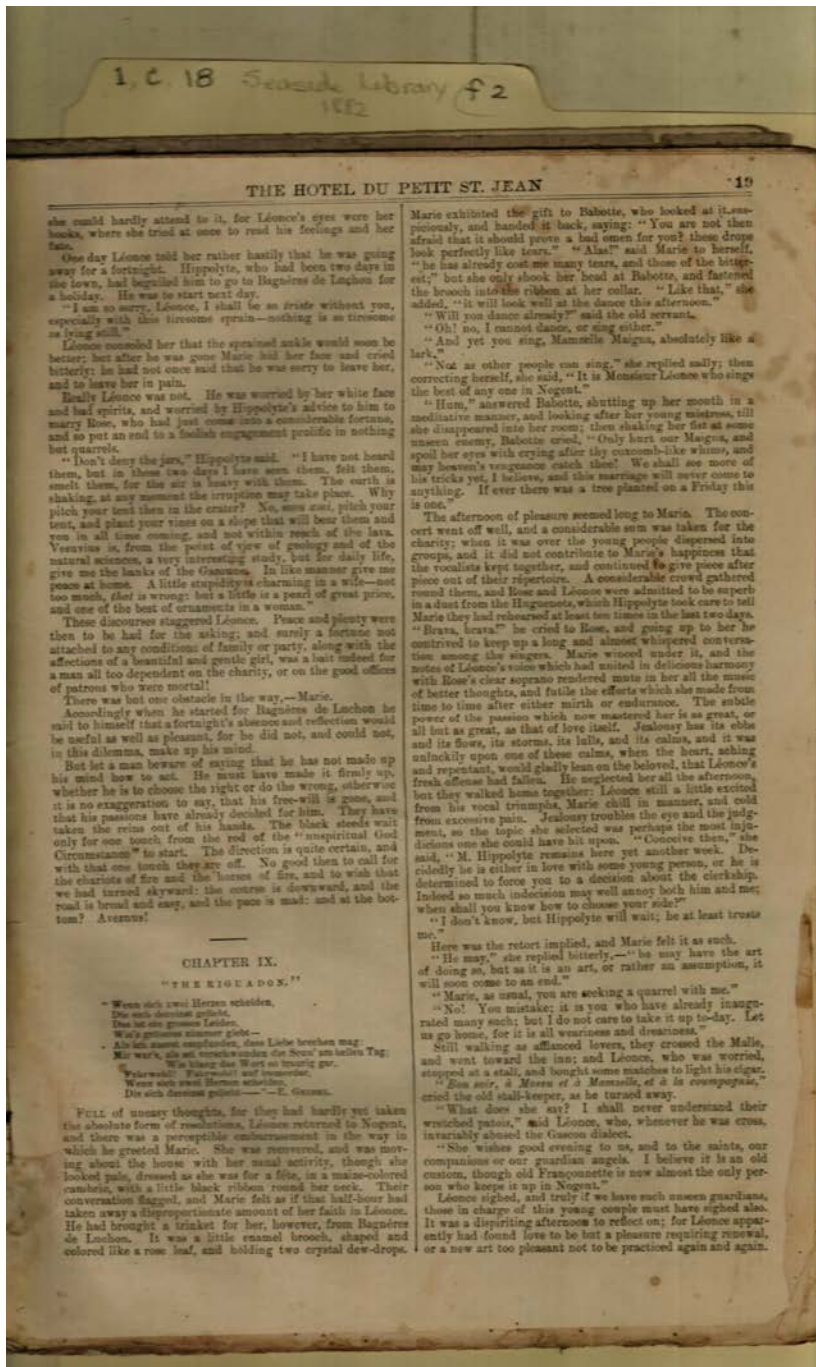 1, C. 18 Seaside Library f 2
1882
THE HOTEL DU PETIT ST. JEAN
19
she could hardly attend to it, for Léonce's eyes were her
books, where she tried at once to read his feelings and her
fate.
One day Léonce told her rather hastily that he was going
away for a fortnight. Hippolyte, who had been two days in
the town, had beguiled him to go to Bagnères de Luchon for
a holiday. He was to start next day.
"I am so sorry, Léonce, I shall be so triste without you,
especially with this tiresome sprain—nothing is so tiresome
as lying still."
Léonce consoled her that the sprained ankle would soon be
better; but after he was gone Marie hid her face and cried
bitterly: he had not once said that he was sorry to leave her,
and to leave her in pain.
Really Léonce was not. He was worried by her white face
and bad spirits, and worried by Hippolyte's advice to him to
marry Rose, who had just come into a considerable fortune,
and so put an end to a foolish engagement prolific in nothing
but quarrels.
"Don't deny the jars," Hippolyte said. "I have not heard
them, but in these two days I have seen them, felt them,
smelt them, for the air is heavy with them. The earth is
shaking, at any moment the irruption may take place. Why
pitch your tent then in the crater? No, mon ami, pitch your
tent, and plant your vines on a slope that will bear them and
you in all time coming, and not within reach of the lava.
Vesuvius is, from the point of view of geology and of the
natural sciences, a very interesting study, but for daily life,
give me the banks of the Garonne. In like manner give me
peace at home. A little stupidity is charming in a wife—not
too much, that is wrong: but a little is a pearl of great price,
and one of the best of ornaments in a woman."
These discourses staggered Léonce. Peace and plenty were
then to be had for the asking; and surely a fortune not
attached to any conditions of family or party, along with the
affections of a beautiful and gentle girl, was a bait indeed for
a man all too dependent on the charity, or on the good offices
of patrons who were mortal!
There was but one obstacle in the way,—Marie.
Accordingly when he started for Bagnères de Luchon he
said to himself that a fortnight's absence and reflection would
be useful as well as pleasant, for he did not, and could not,
in this dilemma, make up his mind.
But let a man beware of saying that he has not made up
his mind how to act. He must have made it firmly up,
whether he is to choose the right or do the wrong, otherwise
it is no exaggeration to say, that his free-will is gone, and
that his passions have already decided for him. They have
taken the reins out of his hands. The black steeds wait
only for one touch from the rod of the "unspiritual God
Circumstance" to start. The direction is quite certain, and
with that one touch they are off. No good then to call for
the chariots of fire and the horses of fire, and to wish that
we had turned skyward: the course is downward, and the
road is broad and easy, and the pace is mad: and at the bot-
tom? Avernus!
CHAPTER IX.
"THE RIGUADON."
"Wenn sich zwei Herzen scheiden,
Die sich dereinst geliebt,
Das ist ein grosses Leiden,
Wie's grösseres nimmer giebt—
Als ich zuerst empfunden, dass Liebe brechen mag:
Mir war's, als sei verschwunden die Sonn' am hellen Tag;
Wie klang das Wort so traurig gar,
Fahrwohl! Fahrwohl auf immerdar,
Wenn sich zwei Herzen scheiden,
Die sich dereinst geliebt——"—E. GEIBEL.
FULL of uneasy thoughts, for they had hardly yet taken
the absolute form of resolutions, Léonce returned to Nogent,
and there was a perceptible embarrassment in the way in
which he greeted Marie. She was recovered, and was mov-
ing about the house with her usual activity, though she
looked pale, dressed as she was for a fête, in a maize-colored
cambric, with a little black ribbon round her neck. Their
conversation flagged, and Marie felt as if that half-hour had
taken away a disproportionate amount of her faith in Léonce.
He had brought a trinket for her, however, from Bagnères
de Luchon. It was a little enamel brooch, shaped and
colored like a rose leaf, and holding two crystal dew-drops.
Marie exhibited the gift to Babotte, who looked at it sus-
piciously, and handed it back, saying: "You are not then
afraid that it should prove a bad omen for you? these drops
look perfectly like tears." "Alas!" said Marie to herself,
"he has already cost me many tears, and those of the bitter-
est;" but she only shook her head at Babotte, and fastened
the brooch into the ribbon at her collar. "Like that," she
added, "it will look well at the dance this afternoon."
"Will you dance already?" said the old servant.
"Oh! no, I cannot dance, or sing either."
"And yet you sing, Mamselle Maigna, absolutely like a
lark."
"Not as other people can sing," she replied sadly; then
correcting herself, she said, "It is Monsieur Léonce who sings
the best of any one in Nogent."
"Hum," answered Babotte, shutting up her mouth in a
meditative manner, and looking after her young mistress, till
she disappeared into her room; then shaking her fist at some
unseen enemy, Babotte cried, "Only hurt our Maigna, and
spoil her eyes with crying after thy coxcomb-like whims, and
may heaven's vengeance catch thee! We shall see more of
his tricks yet, I believe, and this marriage will never come to
anything. If ever there was a tree planted on a Friday this
is one."
The afternoon of pleasure seemed long to Marie. The con-
cert went off well, and a considerable sum was taken for the
charity; when it was over the young people dispersed into
groups, and it did not contribute to Marie's happiness that
the vocalists kept together, and continued to give piece after
piece out of their répertoire. A considerable crowd gathered
round them, and Rose and Léonce were admitted to be superb
in a duet from the Huguenots, which Hippolyte took care to tell
Marie they had rehearsed at least ten times in the last two days.
"Brava, brava!" he cried to Rose, and going up to her he
contrived to keep up a long and almost whispered conversa-
tion among the singers. Marie winced under it, and the
notes of Léonce's voice which had united in delicious harmony
with Rose's clear soprano rendered mute in her all the music
of better thoughts, and futile the efforts which she made from
time to time after either mirth or endurance. The subtle
power of the passion which now mastered her is as great, or
all but as great, as that of love itself. Jealousy has its ebbs
and its flows, its storms, its lulls, and its calms, and it was
unluckily upon one of these calms, when the heart, aching
and repentant, would gladly lean on the beloved, that Léonce's
fresh offense had fallen. He neglected her all the afternoon,
but they walked home together: Léonce still a little excited
from his vocal triumphs, Marie chill in manner, and cold
from excessive pain. Jealousy troubles the eye and the judg-
ment, so the topic she selected was perhaps the most inju-
dicious one she could have hit upon. "Conceive then," she
said, "M. Hippolyte remains here yet another week. De-
cidedly he is either in love with some young person, or he is
determined to force you to a decision about the clerkship.
Indeed so much indecision may well annoy both him and me;
when shall you know how to choose your side?"
"I don't know, but Hippolyte will wait; he at least trusts
me."
Here was the retort implied, and Marie felt it as such.
"He may," she replied bitterly,—"he may have the art
of doing so, but as it is an art, or rather an assumption, it
will soon come to an end."
"Marie, as usual, you are seeking a quarrel with me."
"No! You mistake; it is you who have already inaugu-
rated many such; but I do not care to take it up to-day. Let
us go home, for it is all weariness and dreariness."
Still walking as affianced lovers, they crossed the Malle,
and went toward the inn; and Léonce, who was worried,
stopped at a stall, and bought some matches to light his cigar.
"Bon soir, à Moseu et à Mamselle, et à la coumpagnie,"
cried the old stall-keeper, as he turned away.
"What does she say? I shall never understand their
wretched patois," said Léonce, who, whenever he was cross,
invariably abused the Gascon dialect.
"She wishes good evening to us, and to the saints, our
companions or our guardian angels. I believe it is an old
custom, though old Françounette is now almost the only per-
son who keeps it up in Nogent."
Léonce sighed, and truly if we have such unseen guardians,
those in charge of this young couple must have sighed also.
It was a dispiriting afternoon to reflect on; for Léonce appar-
ently had found love to be but a pleasure requiring renewal,
or a new art too pleasant not to be practiced again and again.